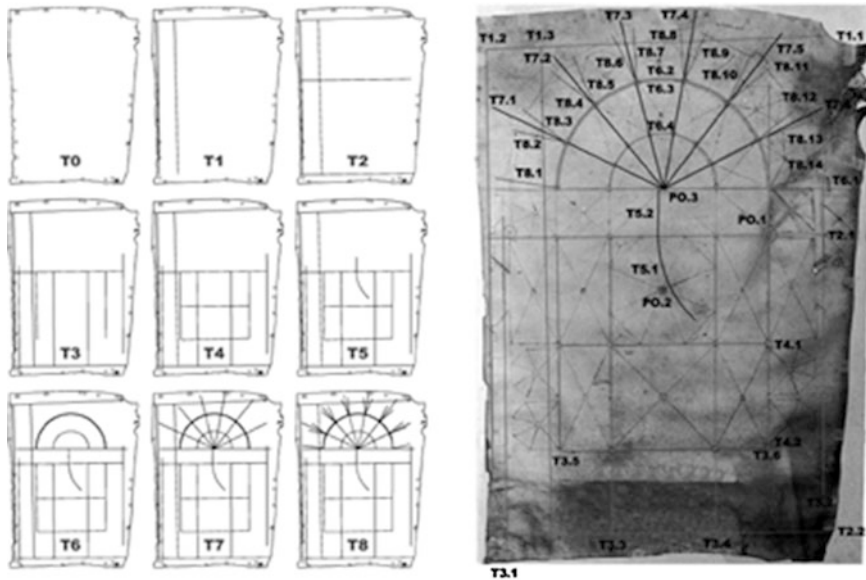 T0 T1 T2
T3 T4 T5
T6 T7 T8
T7.3 T7.4
T1.2 T1.3 T8.8 T7.5 T1.1
T7.2 T8.6 T8.7 T8.9
T6.2 T8.10 T8.11
T7.1 T8.5 T6.3
T8.4 T8.12
T8.3 T6.4
T8.2 T8.13
T8.1 T8.14
T6.1
PO.3
T5.2 PO.1
T2.1
T5.1
PO.2
T4.1
T4.2
T3.5 T3.6
T2.2
T3.3 T3.4
T3.1